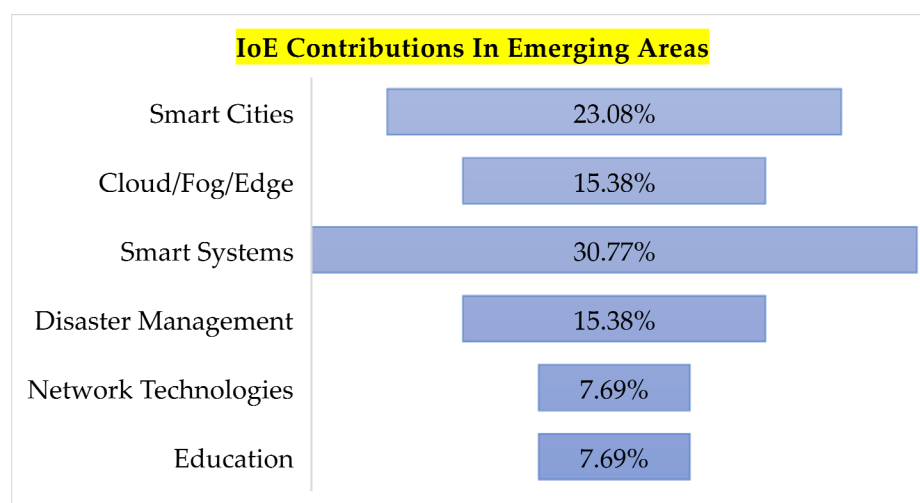 IoE Contributions In Emerging Areas
Smart Cities 23.08%
Cloud/Fog/Edge 15.38%
Smart Systems 30.77%
Disaster Management 15.38%
Network Technologies 7.69%
Education 7.69%